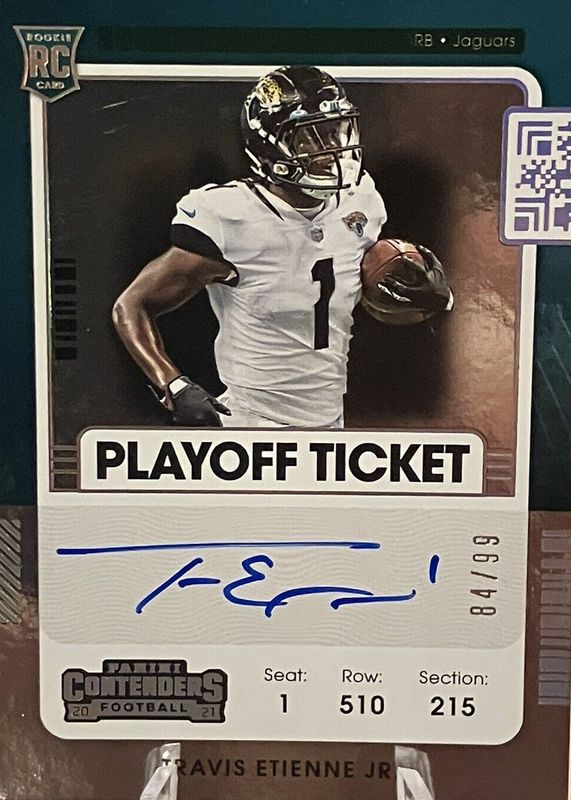 ROOKIE
RC
CARD
RB • Jaguars
1
PLAYOFF TICKET
84/99
PANINI
CONTENDERS
FOOTBALL
20 21
Seat: Row: Section:
1 510 215
TRAVIS ETIENNE JR